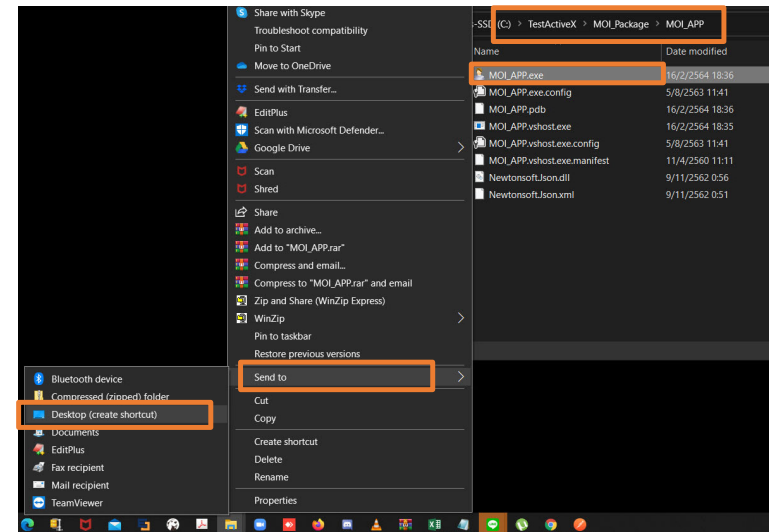 Share with Skype
Troubleshoot compatibility
Pin to Start
Move to OneDrive
Send with Transfer...
EditPlus
Scan with Microsoft Defender...
Google Drive
Scan
Shred
Share
Add to archive...
Add to "MOI_APP.rar"
Compress and email...
Compress to "MOI_APP.rar" and email
Zip and Share (WinZip Express)
WinZip
Pin to taskbar
Restore previous versions
Send to
Cut
Copy
Create shortcut
Delete
Rename
Properties
Bluetooth device
Compressed (zipped) folder
Desktop (create shortcut)
Documents
EditPlus
Fax recipient
Mail recipient
TeamViewer
-SSD (C:) > TestActiveX > MOI_Package > MOI_APP
Name Date modified
MOI_APP.exe 16/2/2564 18:36
MOI_APP.exe.config 5/8/2563 11:41
MOI_APP.pdb 16/2/2564 18:36
MOI_APP.vshost.exe 16/2/2564 18:35
MOI_APP.vshost.exe.config 5/8/2563 11:41
MOI_APP.vshost.exe.manifest 11/4/2560 11:11
Newtonsoft.Json.dll 9/11/2562 0:56
Newtonsoft.Json.xml 9/11/2562 0:51